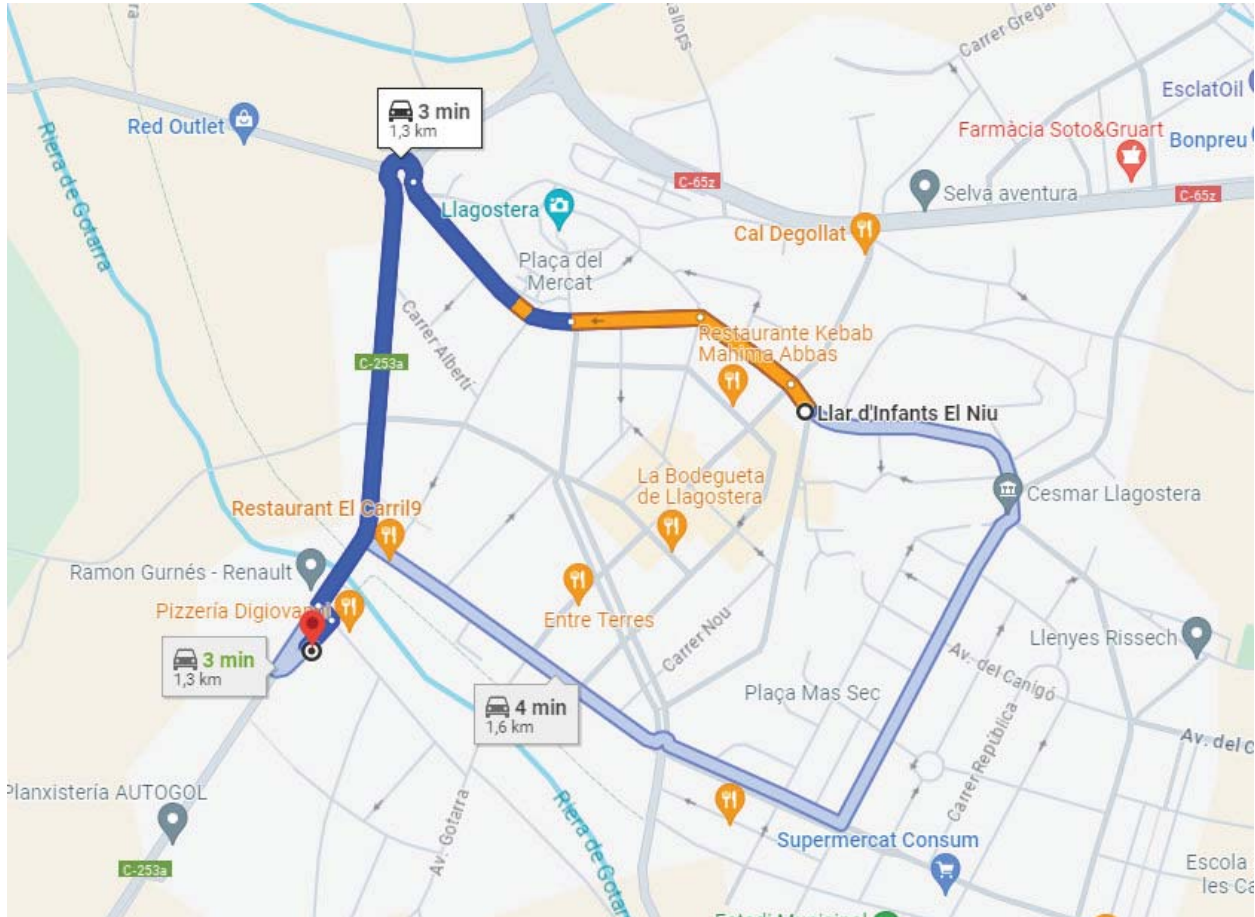 Carrer Gregal
EsclatOil
3 min
1,3 km
Red Outlet
Farmàcia Soto&Gruart
Bonpreu
Riera de Gotarra
C-65z
Selva aventura
C-65z
Llagostera
Cal Degollat
Plaça del
Mercat
Carrer Albertí
Restaurante Kebab
Mahima Abbas
C-253a
Llar d'Infants El Niu
La Bodegueta
de Llagostera
Cesmar Llagostera
Restaurant El Carril9
Ramon Gurnés - Renault
Pizzería
Entre Terres
Carrer Nou
Llenyes Rissech
3 min
1,3 km
Av. del Canigó
Plaça Mas Sec
4 min
1,6 km
Carrer República
Av. del C
Planxistería AUTOGOL
Av. Gotarra
Riera de Gotarr
Supermercat Consum
C-253a
Escola
les Ca